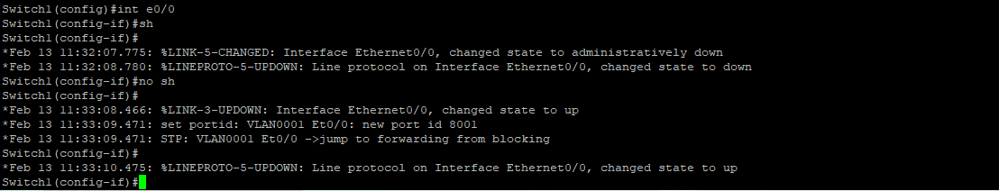 Switch1(config)#int e0/0
Switch1(config-if)#sh
Switch1(config-if)#
*Feb 13 11:32:07.775: %LINK-5-CHANGED: Interface Ethernet0/0, changed state to administratively down
*Feb 13 11:32:08.780: %LINEPROTO-5-UPDOWN: Line protocol on Interface Ethernet0/0, changed state to down
Switch1(config-if)#no sh
Switch1(config-if)#
*Feb 13 11:33:08.466: %LINK-3-UPDOWN: Interface Ethernet0/0, changed state to up
*Feb 13 11:33:09.471: set portid: VLAN0001 Et0/0: new port id 8001
*Feb 13 11:33:09.471: STP: VLAN0001 Et0/0 ->jump to forwarding from blocking
Switch1(config-if)#
*Feb 13 11:33:10.475: %LINEPROTO-5-UPDOWN: Line protocol on Interface Ethernet0/0, changed state to up
Switch1(config-if)#